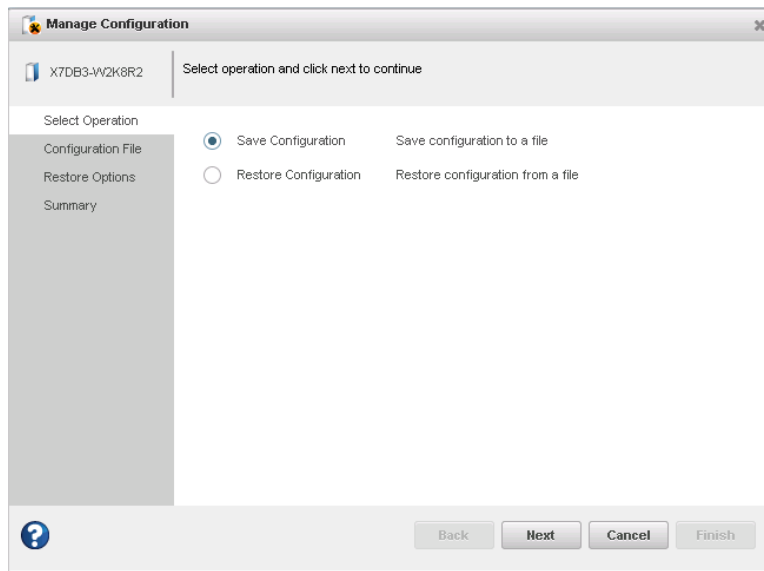 Manage Configuration
X7DB3-W2K8R2
Select operation and click next to continue
Select Operation
Configuration File
Restore Options
Summary
Save Configuration Save configuration to a file
Restore Configuration Restore configuration from a file
? Back Next Cancel Finish